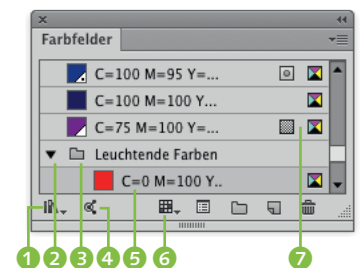 Farbfelder
C=100 M=95 Y=...
C=100 M=100 Y...
C=75 M=100 Y=...
Leuchtende Farben
C=0 M=100 Y..
1 2 3 4 5 6 7